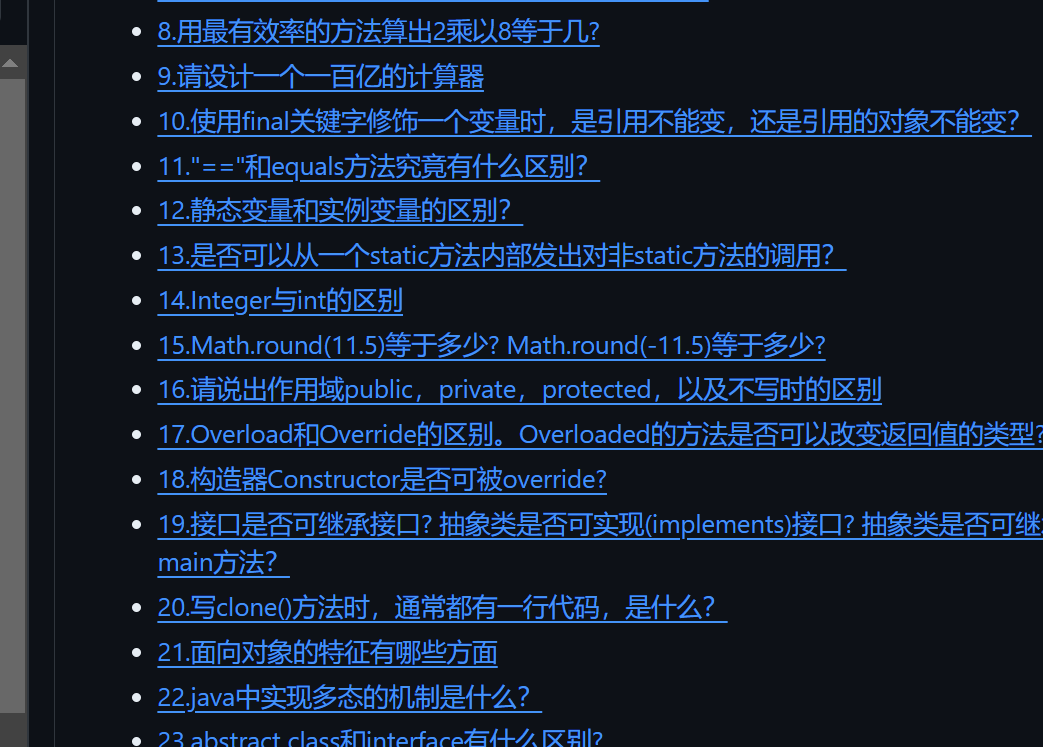 8.用最有效率的方法算出2乘以8等于几?
9.请设计一个一百亿的计算器
10.使用final关键字修饰一个变量时，是引用不能变，还是引用的对象不能变？
11."=="和equals方法究竟有什么区别？
12.静态变量和实例变量的区别？
13.是否可以从一个static方法内部发出对非static方法的调用？
14.Integer与int的区别
15.Math.round(11.5)等于多少? Math.round(-11.5)等于多少?
16.请说出作用域public，private，protected，以及不写时的区别
17.Overload和Override的区别。Overloaded的方法是否可以改变返回值的类型?
18.构造器Constructor是否可被override?
19.接口是否可继承接口? 抽象类是否可实现(implements)接口? 抽象类是否可继
main方法？
20.写clone()方法时，通常都有一行代码，是什么？
21.面向对象的特征有哪些方面
22.java中实现多态的机制是什么？
23.abstract class和interface有什么区别?